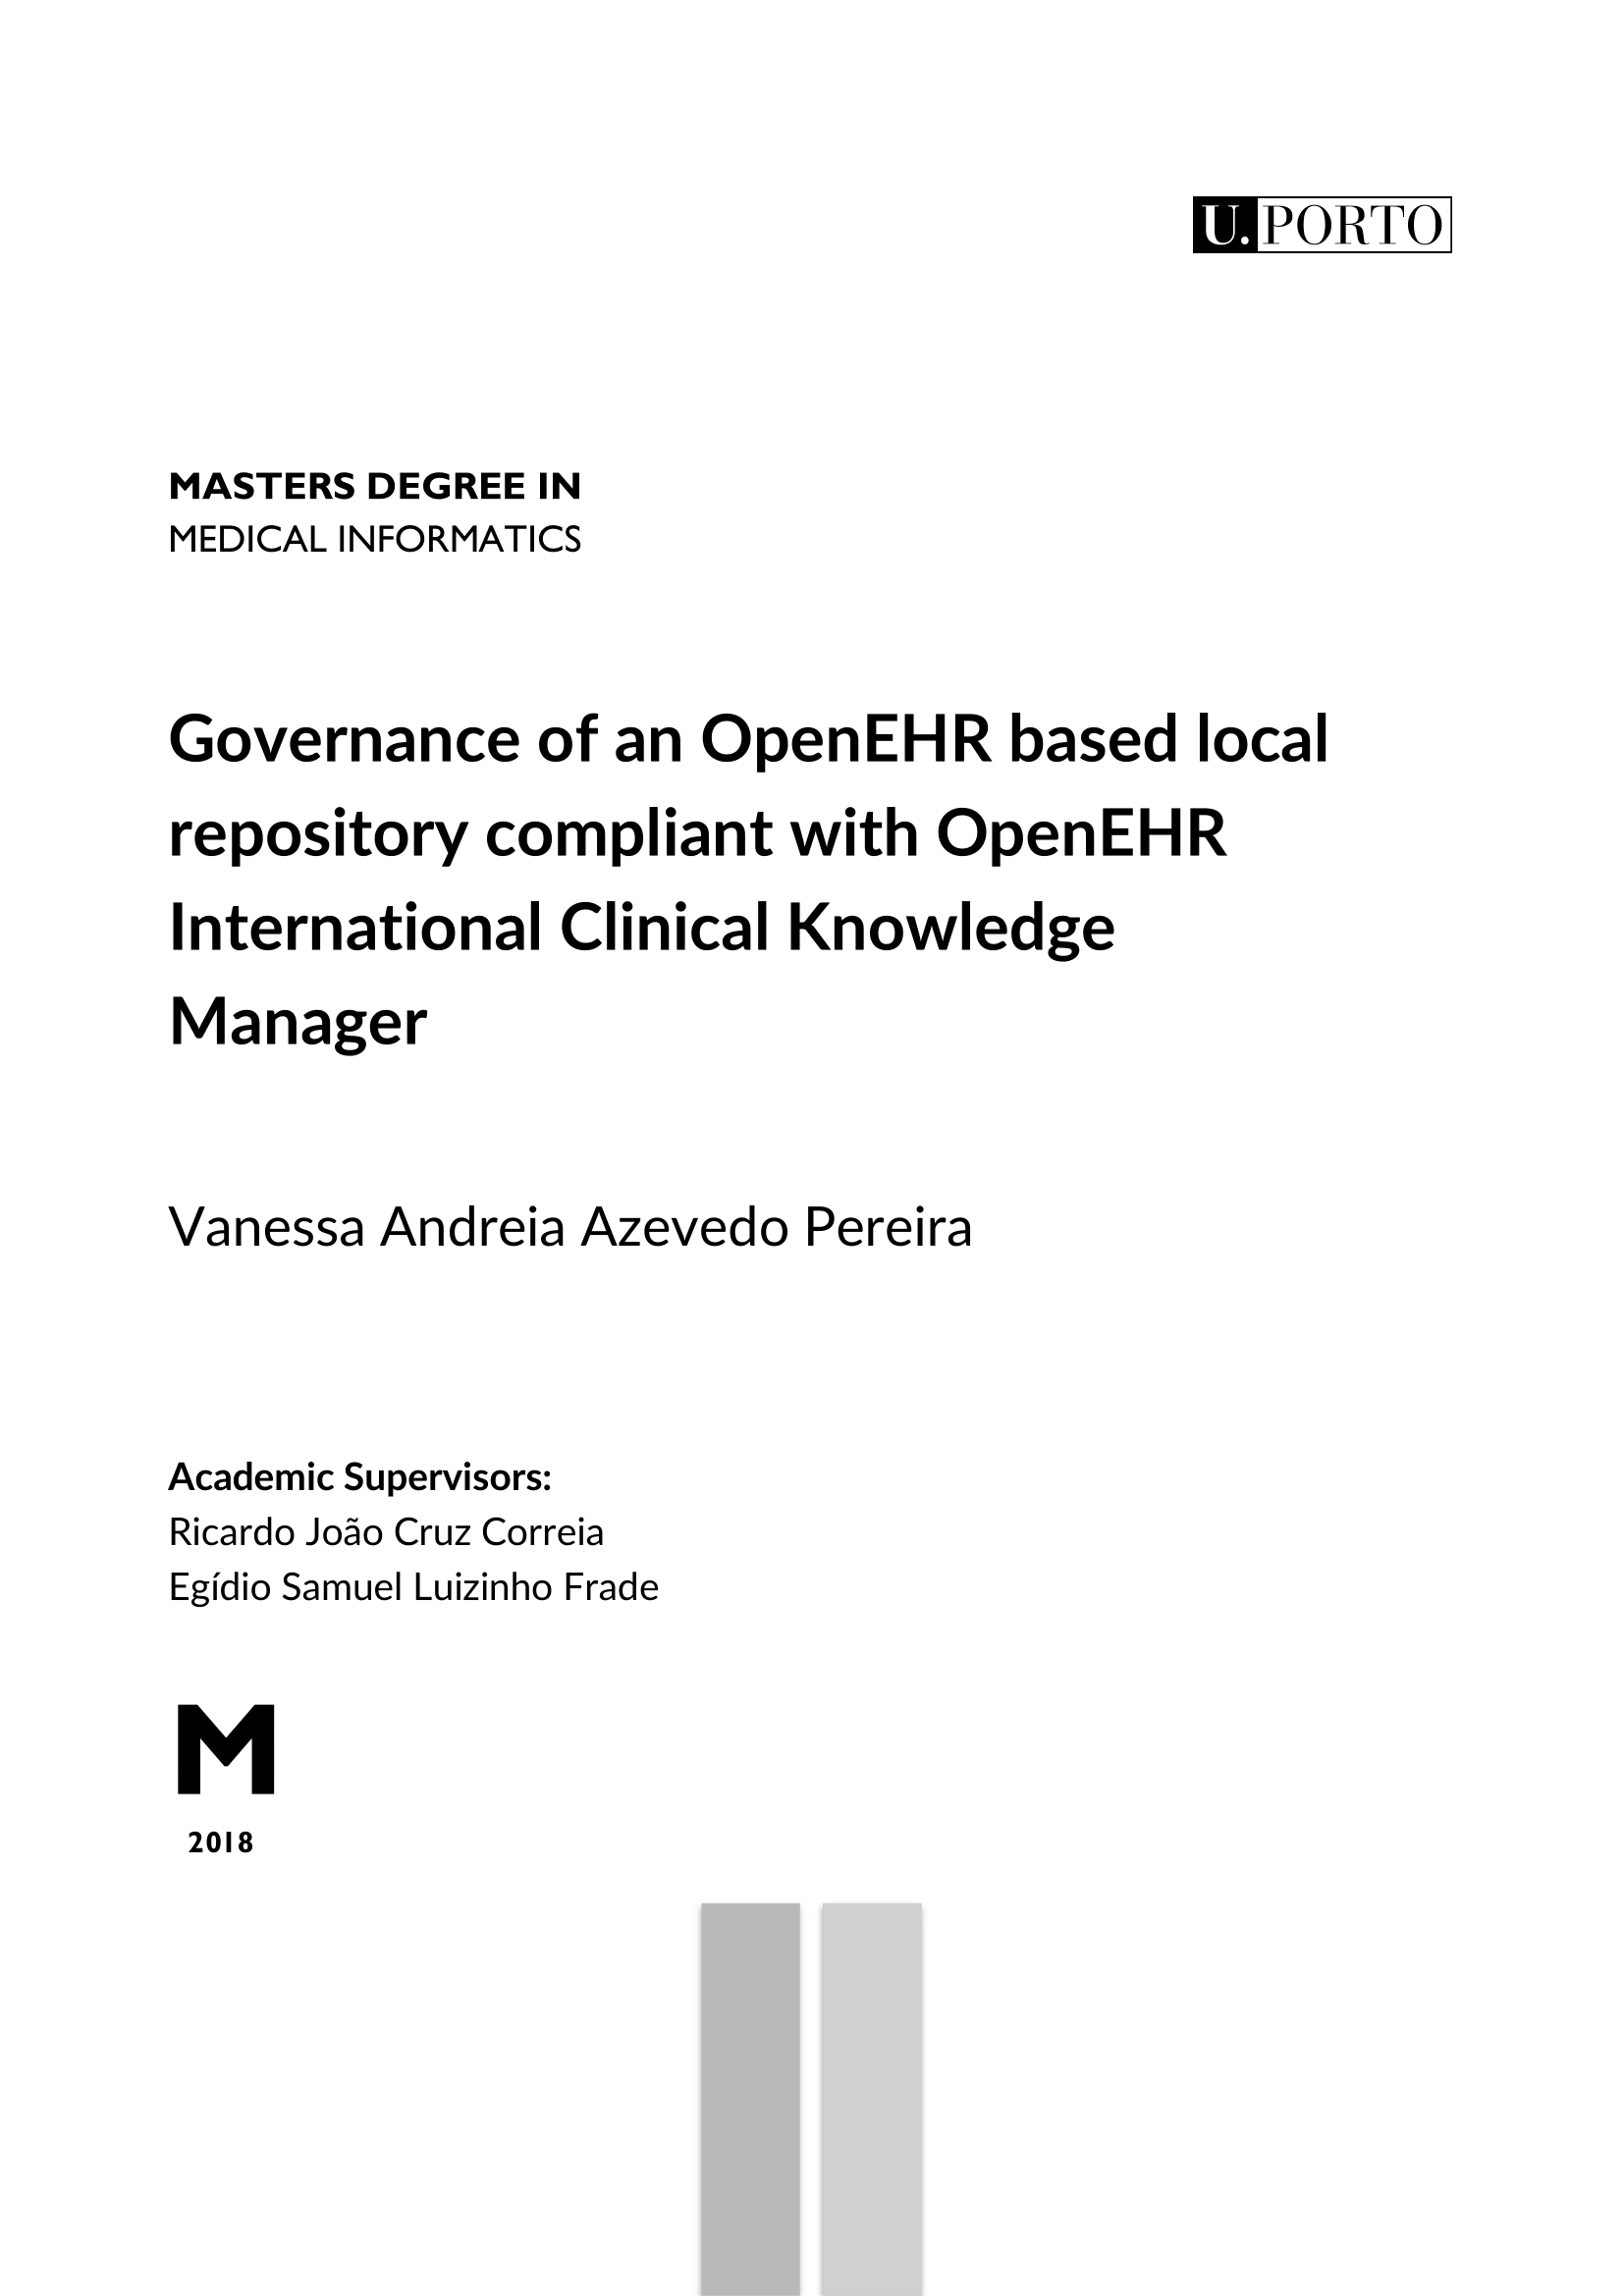 U. PORTO
MASTERS DEGREE IN
MEDICAL INFORMATICS
Governance of an OpenEHR based local
repository compliant with OpenEHR
International Clinical Knowledge
Manager
Vanessa Andreia Azevedo Pereira
Academic Supervisors:
Ricardo João Cruz Correia
Egídio Samuel Luizinho Frade
M
2018